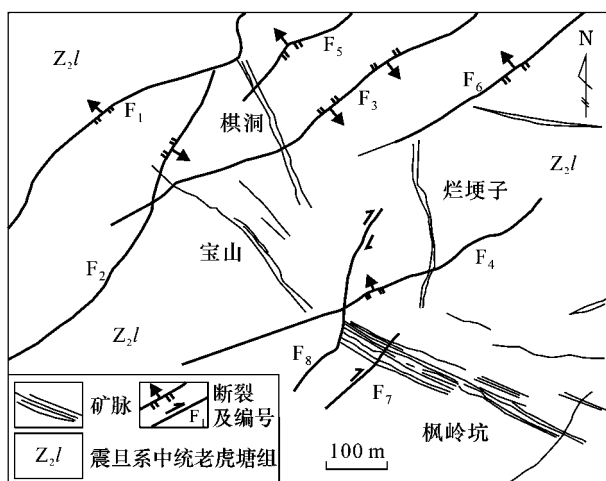 Z₂l
F₅
N
F₁
F₃
F₆
棋洞
烂埂子
Z₂l
宝山
F₄
F₂
Z₂l
F₈
F₇
矿脉
F₁
断裂
及编号
枫岭坑
Z₂l
震旦系中统老虎塘组
100 m